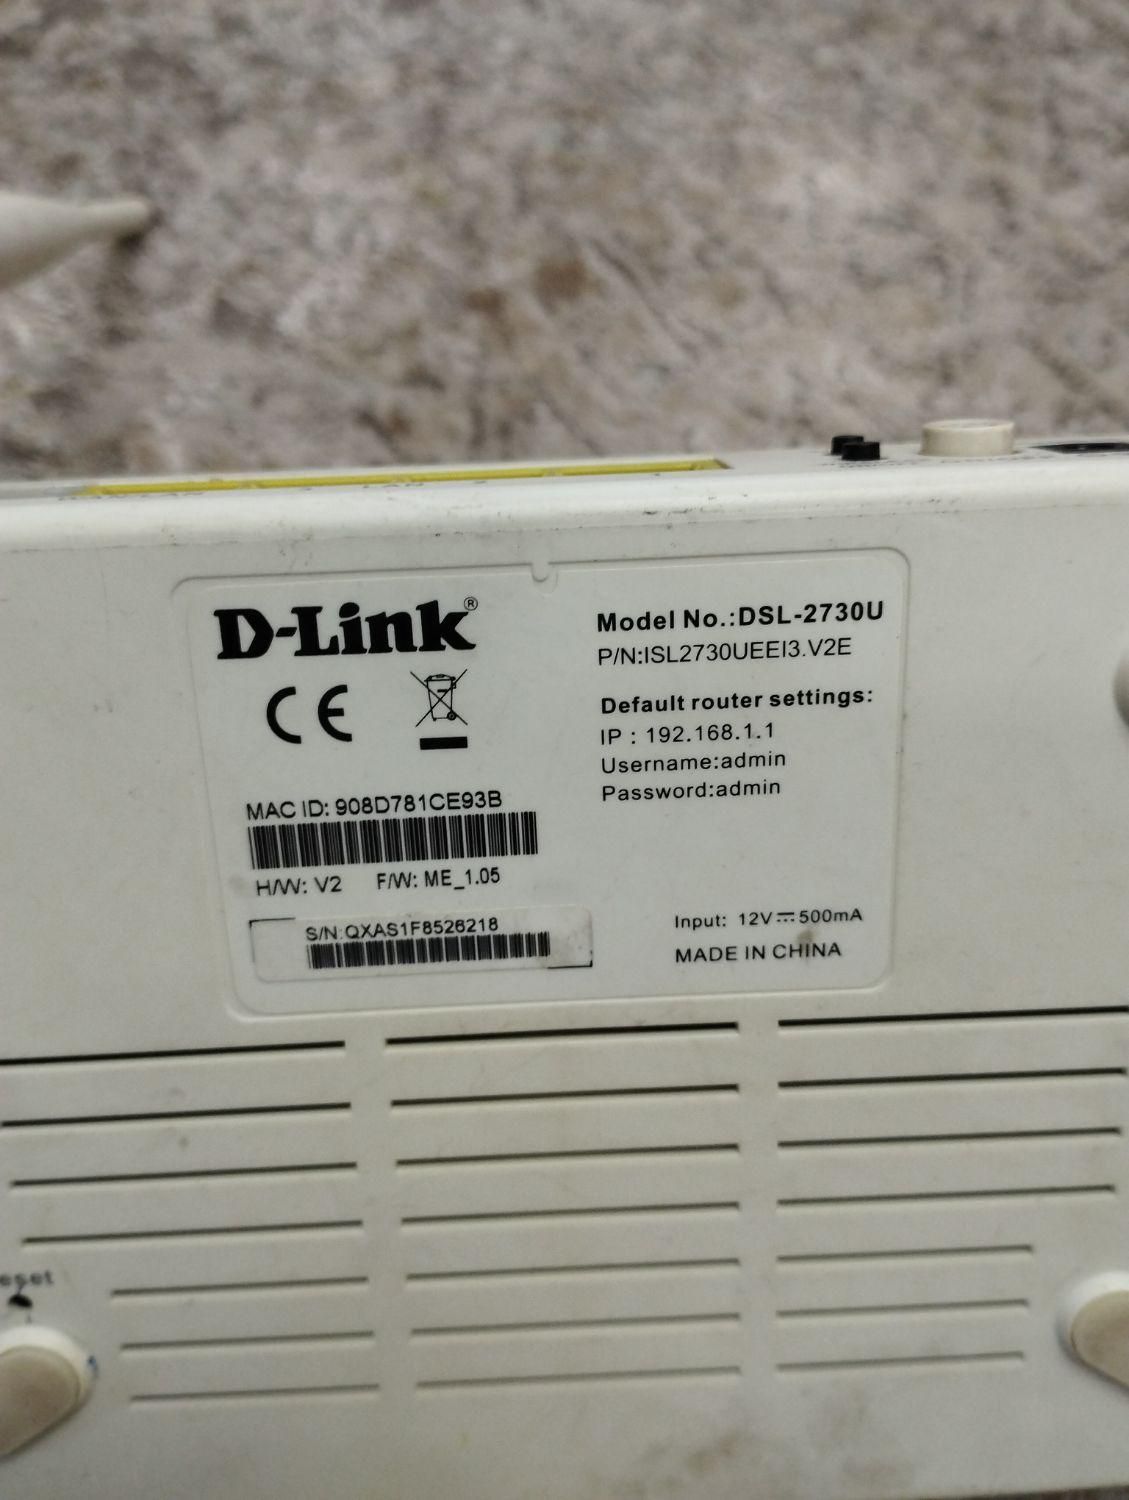 D-Link®
CE
MAC ID: 908D781CE93B
H/W: V2 F/W: ME_1.05
S/N:QXAS1F8526218
Model No.:DSL-2730U
P/N:ISL2730UEEI3.V2E
Default router settings:
IP : 192.168.1.1
Username:admin
Password:admin
Input: 12V⎓500mA
MADE IN CHINA